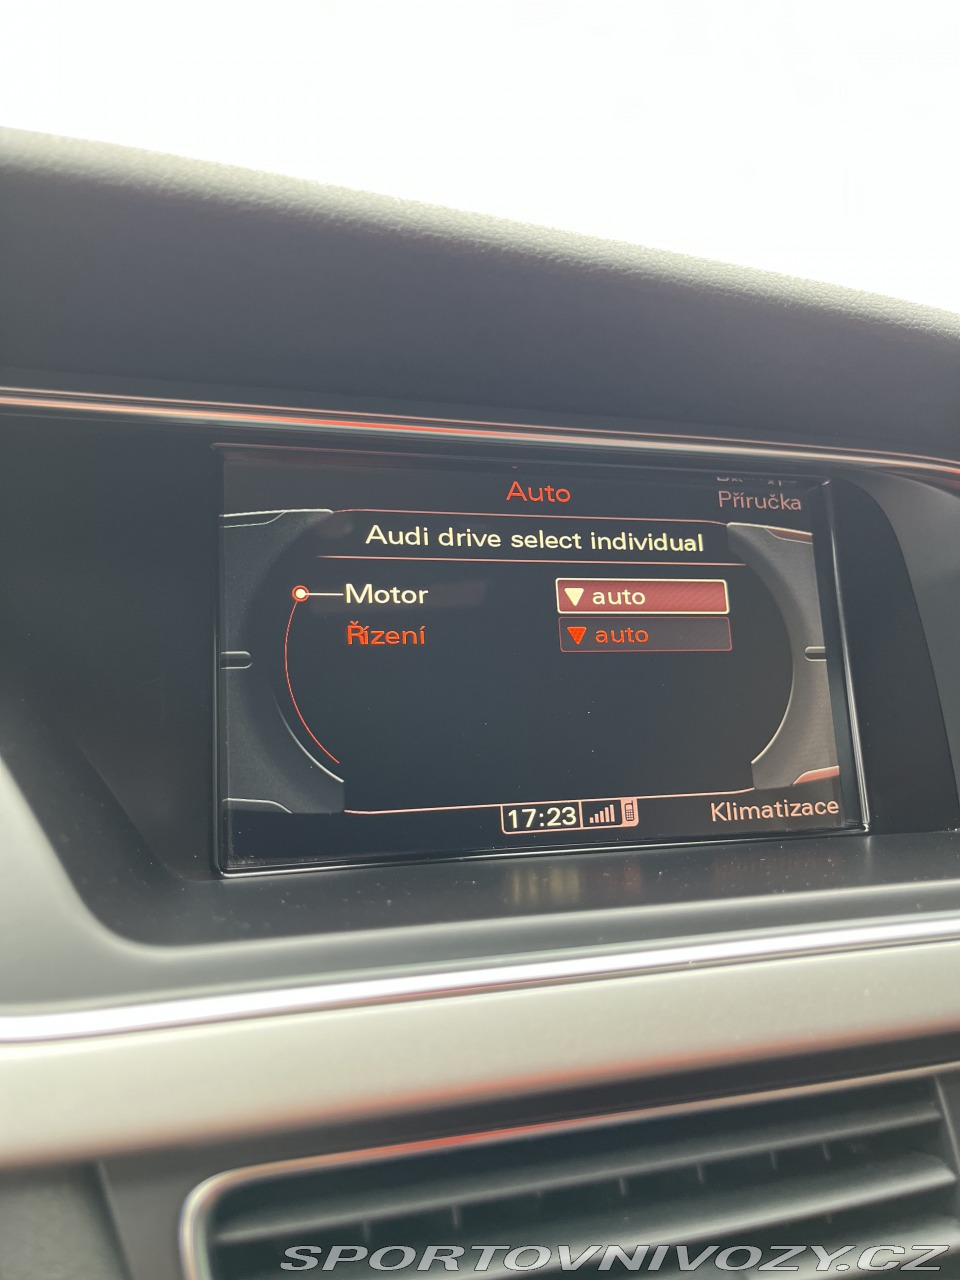 Auto
Příručka
Audi drive select individual
Motor ▼ auto
Řízení ▼ auto
17:23
Klimatizace
SPORTOVNIVOZY.CZ